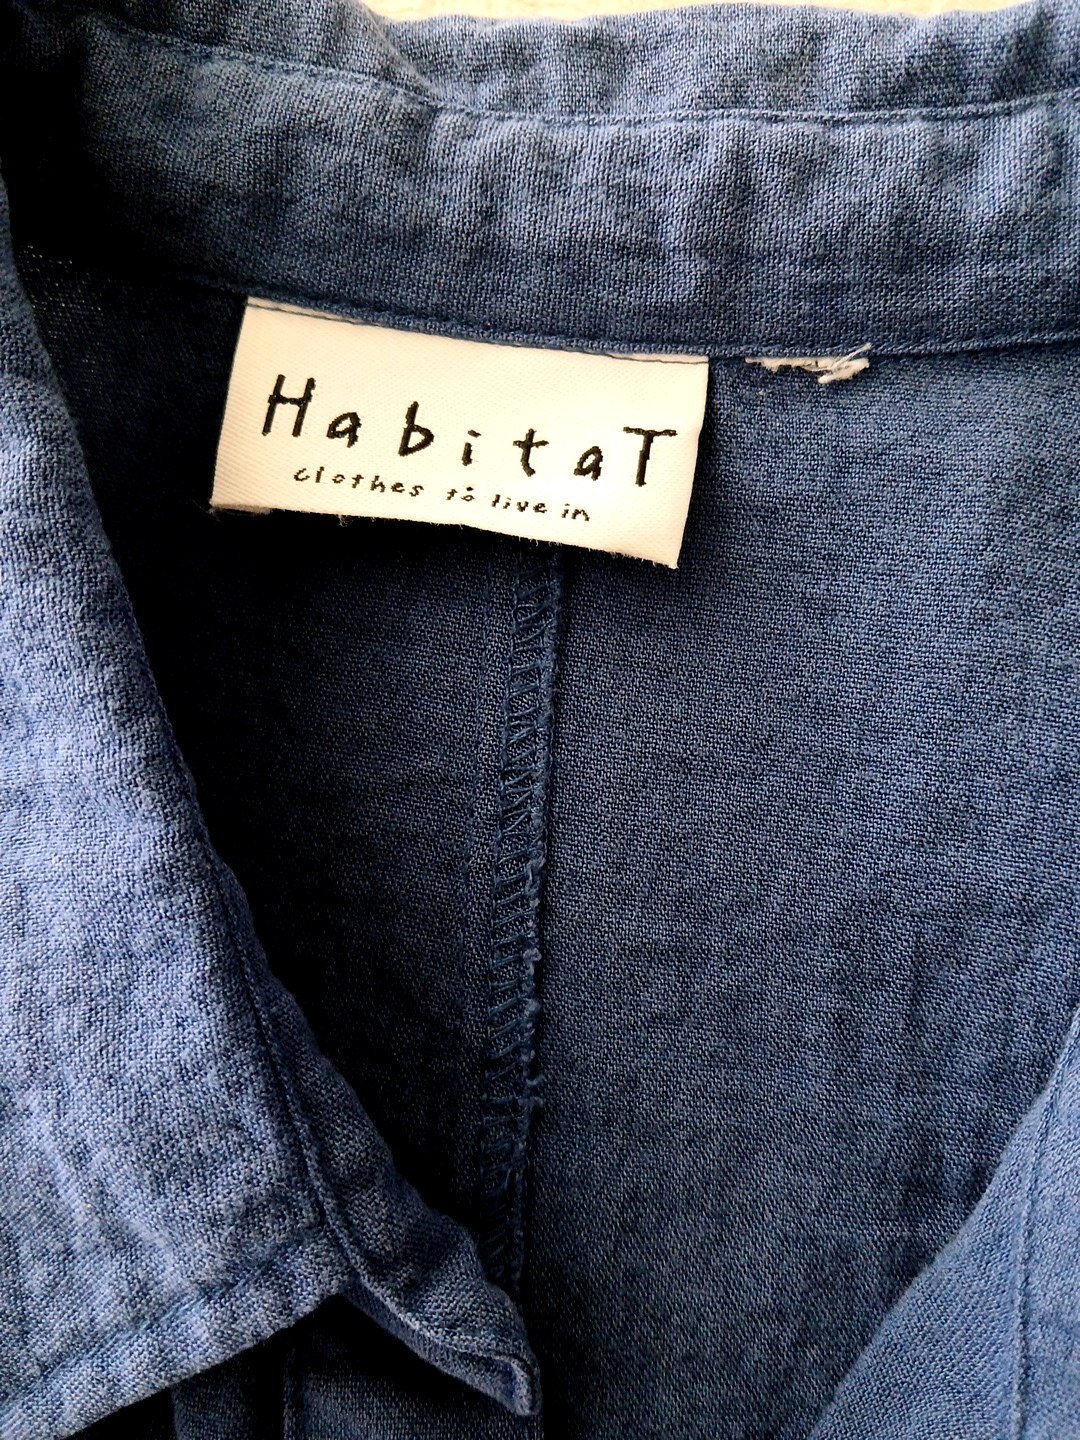 HabitaT
clothes to live in